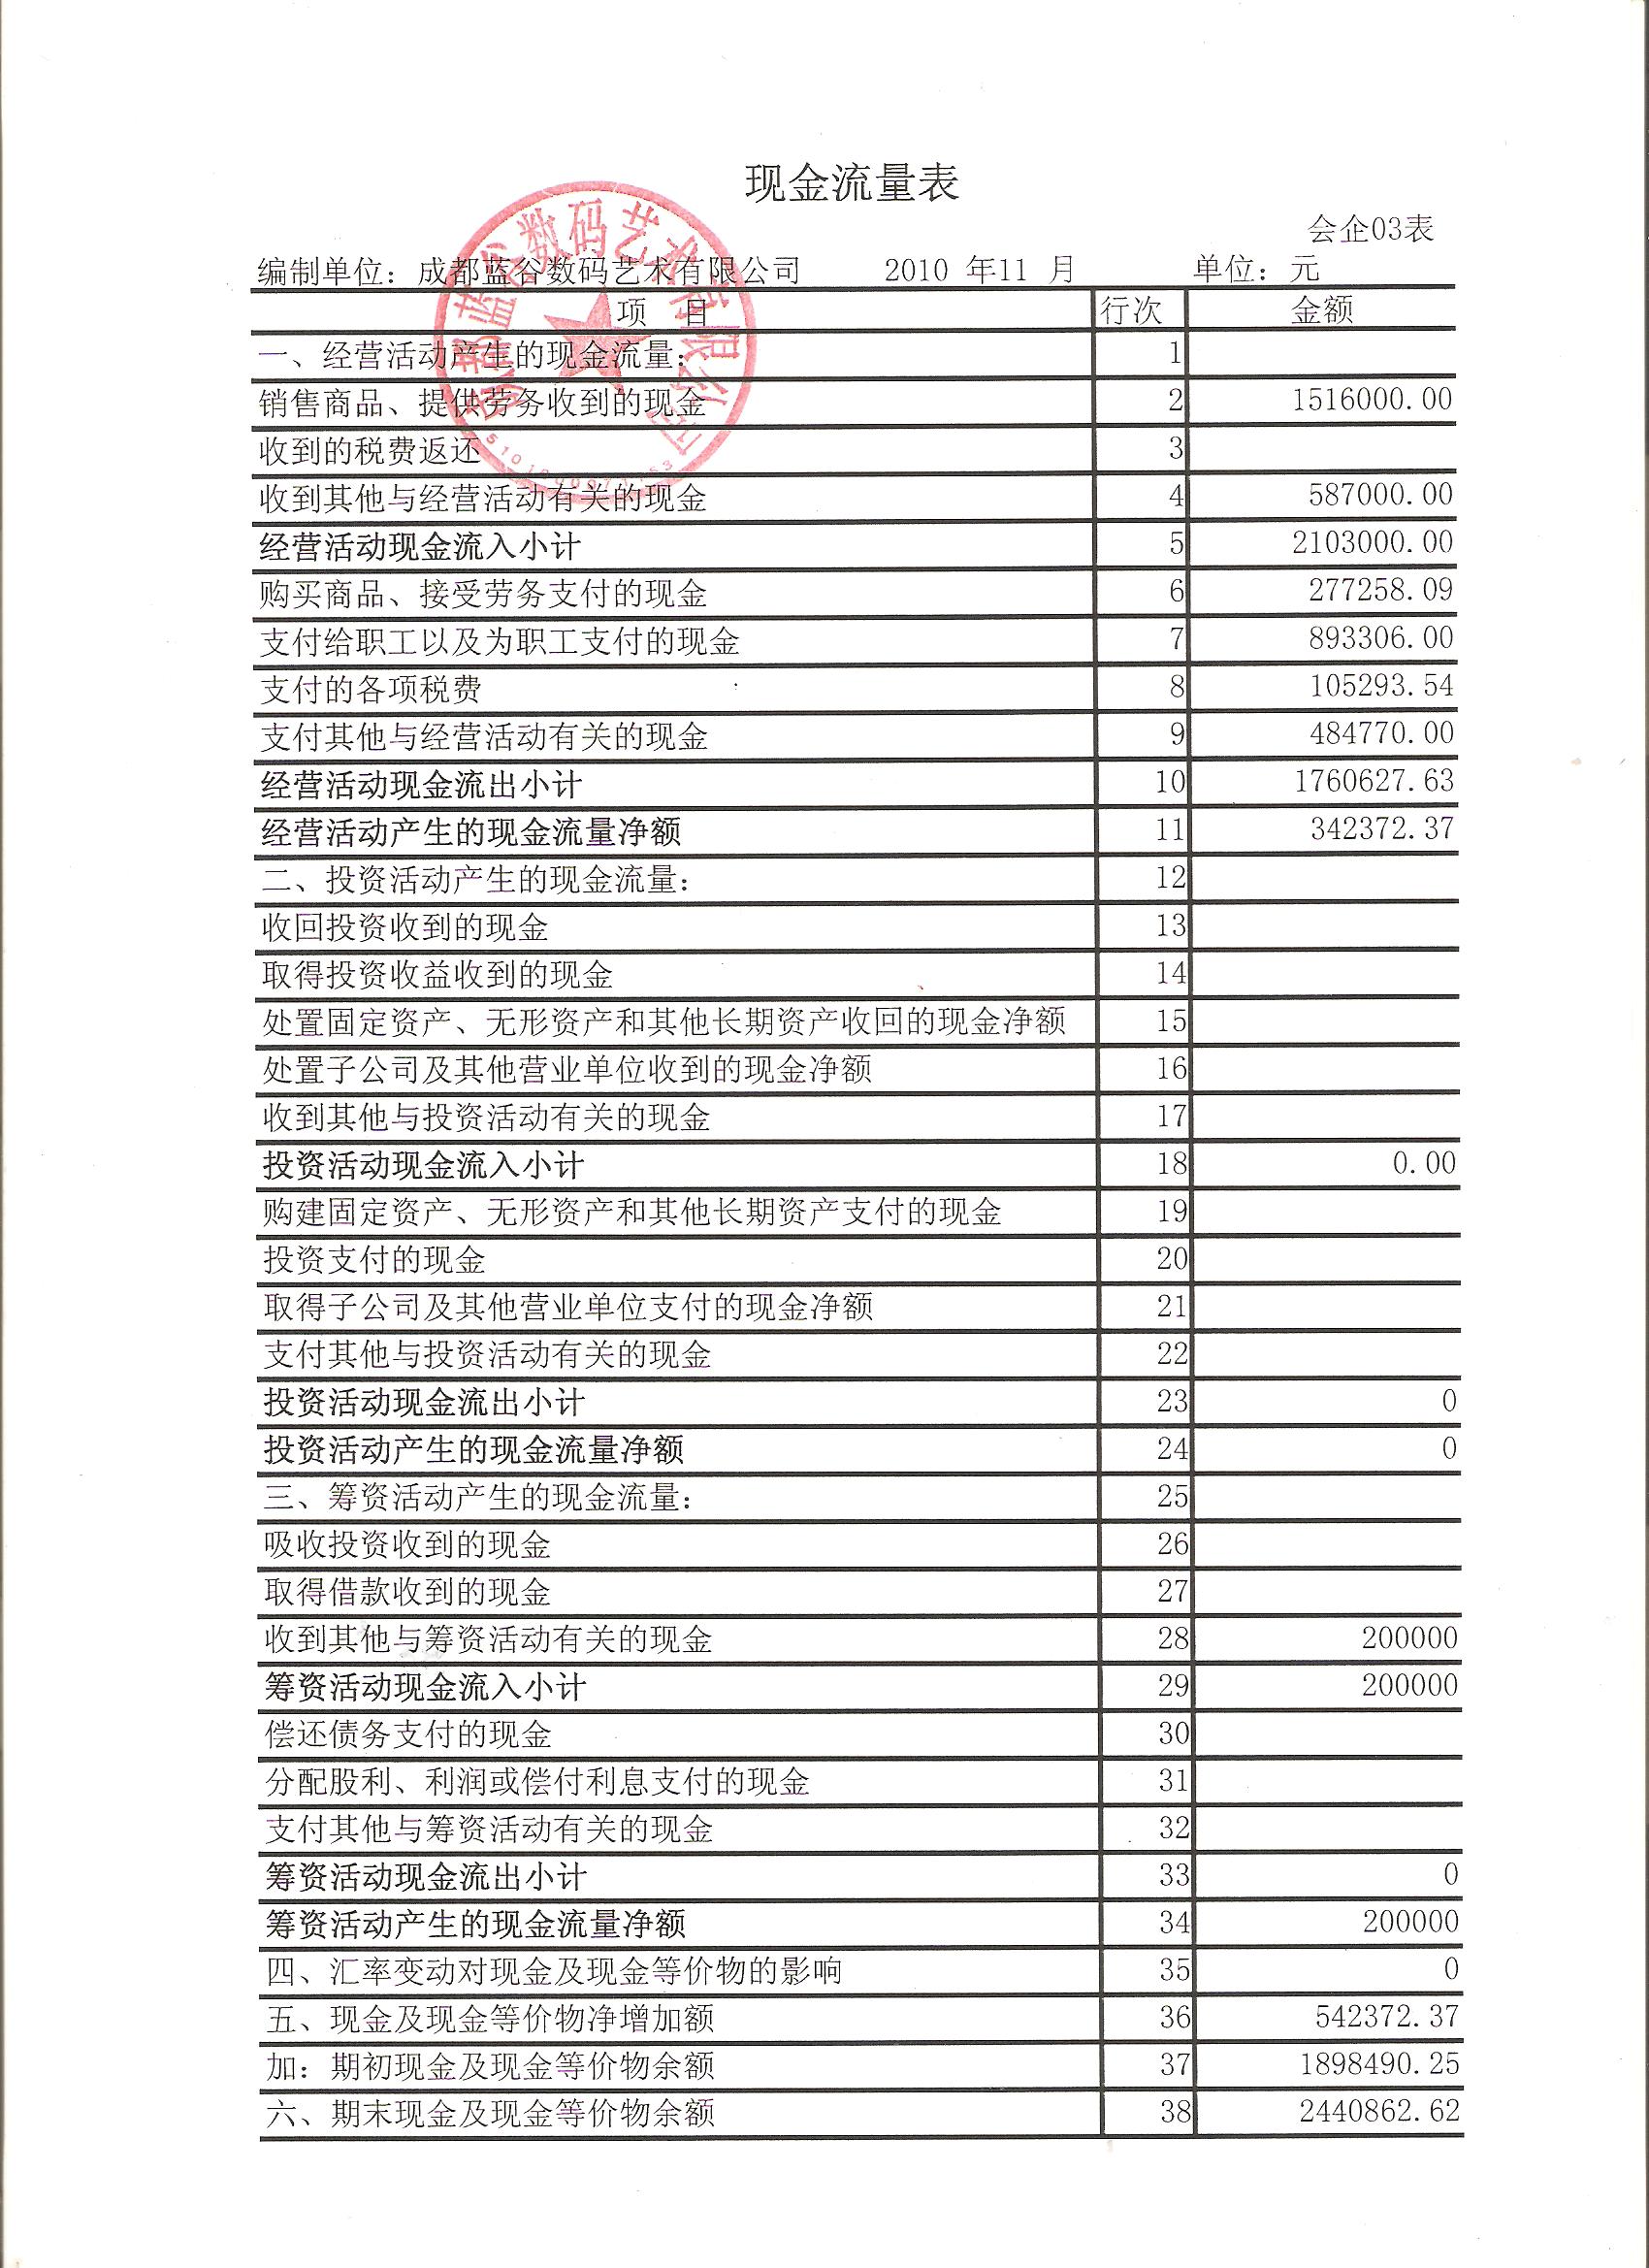 现金流量表
会企03表
编制单位：成都蓝谷数码艺术有限公司 2010 年11 月 单位：元
项 目 行次 金额
一、经营活动产生的现金流量： 1
销售商品、提供劳务收到的现金 2 1516000.00
收到的税费返还 3
收到其他与经营活动有关的现金 4 587000.00
经营活动现金流入小计 5 2103000.00
购买商品、接受劳务支付的现金 6 277258.09
支付给职工以及为职工支付的现金 7 893306.00
支付的各项税费 8 105293.54
支付其他与经营活动有关的现金 9 484770.00
经营活动现金流出小计 10 1760627.63
经营活动产生的现金流量净额 11 342372.37
二、投资活动产生的现金流量： 12
收回投资收到的现金 13
取得投资收益收到的现金 14
处置固定资产、无形资产和其他长期资产收回的现金净额 15
处置子公司及其他营业单位收到的现金净额 16
收到其他与投资活动有关的现金 17
投资活动现金流入小计 18 0.00
购建固定资产、无形资产和其他长期资产支付的现金 19
投资支付的现金 20
取得子公司及其他营业单位支付的现金净额 21
支付其他与投资活动有关的现金 22
投资活动现金流出小计 23 0
投资活动产生的现金流量净额 24 0
三、筹资活动产生的现金流量： 25
吸收投资收到的现金 26
取得借款收到的现金 27
收到其他与筹资活动有关的现金 28 200000
筹资活动现金流入小计 29 200000
偿还债务支付的现金 30
分配股利、利润或偿付利息支付的现金 31
支付其他与筹资活动有关的现金 32
筹资活动现金流出小计 33 0
筹资活动产生的现金流量净额 34 200000
四、汇率变动对现金及现金等价物的影响 35 0
五、现金及现金等价物净增加额 36 542372.37
加：期初现金及现金等价物余额 37 1898490.25
六、期末现金及现金等价物余额 38 2440862.62
成都蓝谷数码艺术有限公司